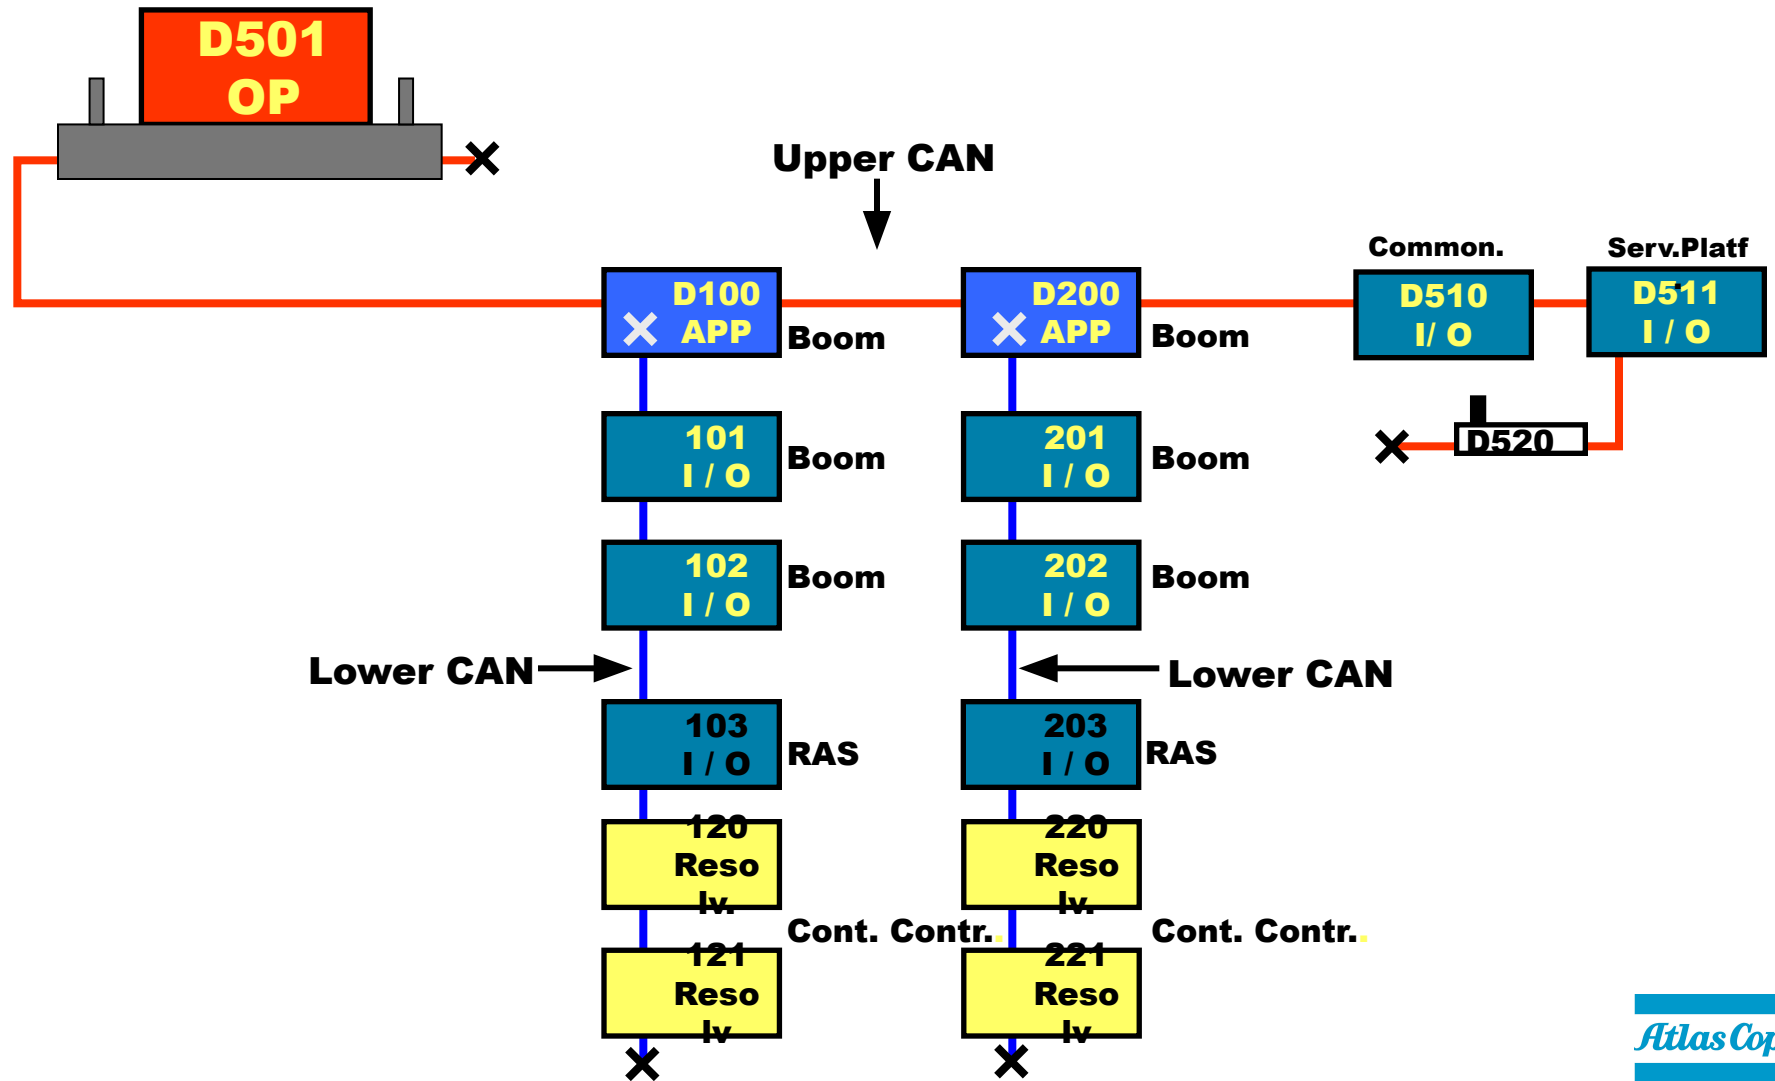 D501
OP
Upper CAN
Common.
Serv.Platf
.
D100
APP
Boom
D200
APP
Boom
D510
I/ O
D511
I / O
D520
101
I / O
Boom
201
I / O
Boom
102
I / O
Boom
202
I / O
Boom
Lower CAN
Lower CAN
103
I / O
RAS
203
I / O
RAS
120
Reso
lv.
220
Reso
lv.
Cont. Contr..
Cont. Contr..
121
Reso
lv
221
Reso
lv
Atlas Cop